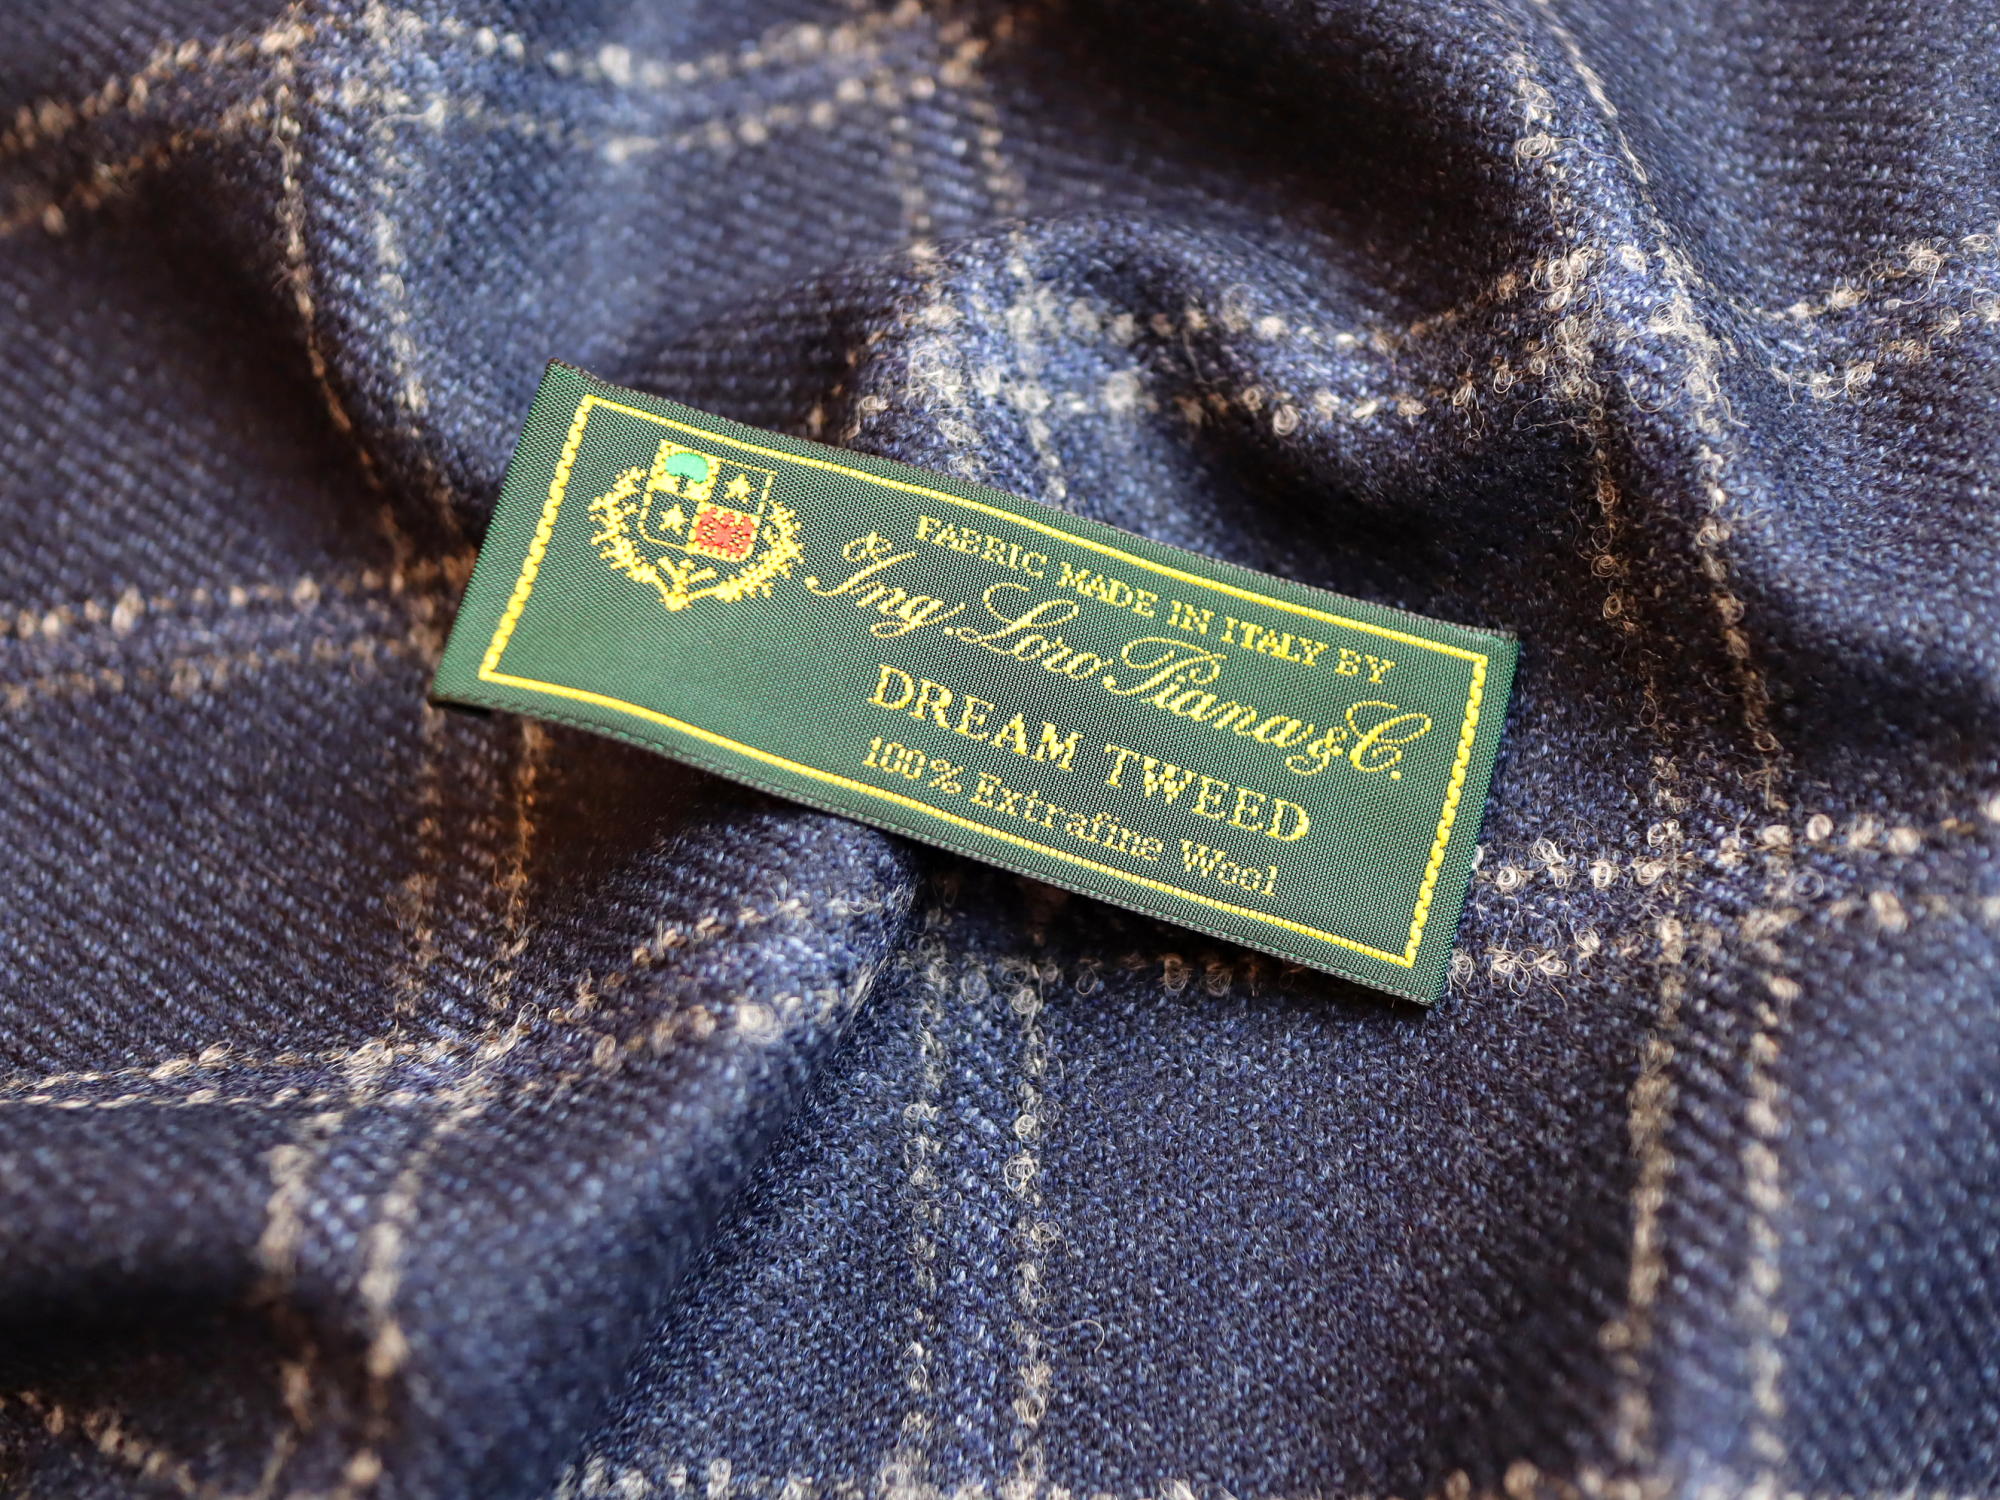 FABRIC MADE IN ITALY BY
Ing. Loro Piana & C.
DREAM TWEED
100% Extrafine Wool